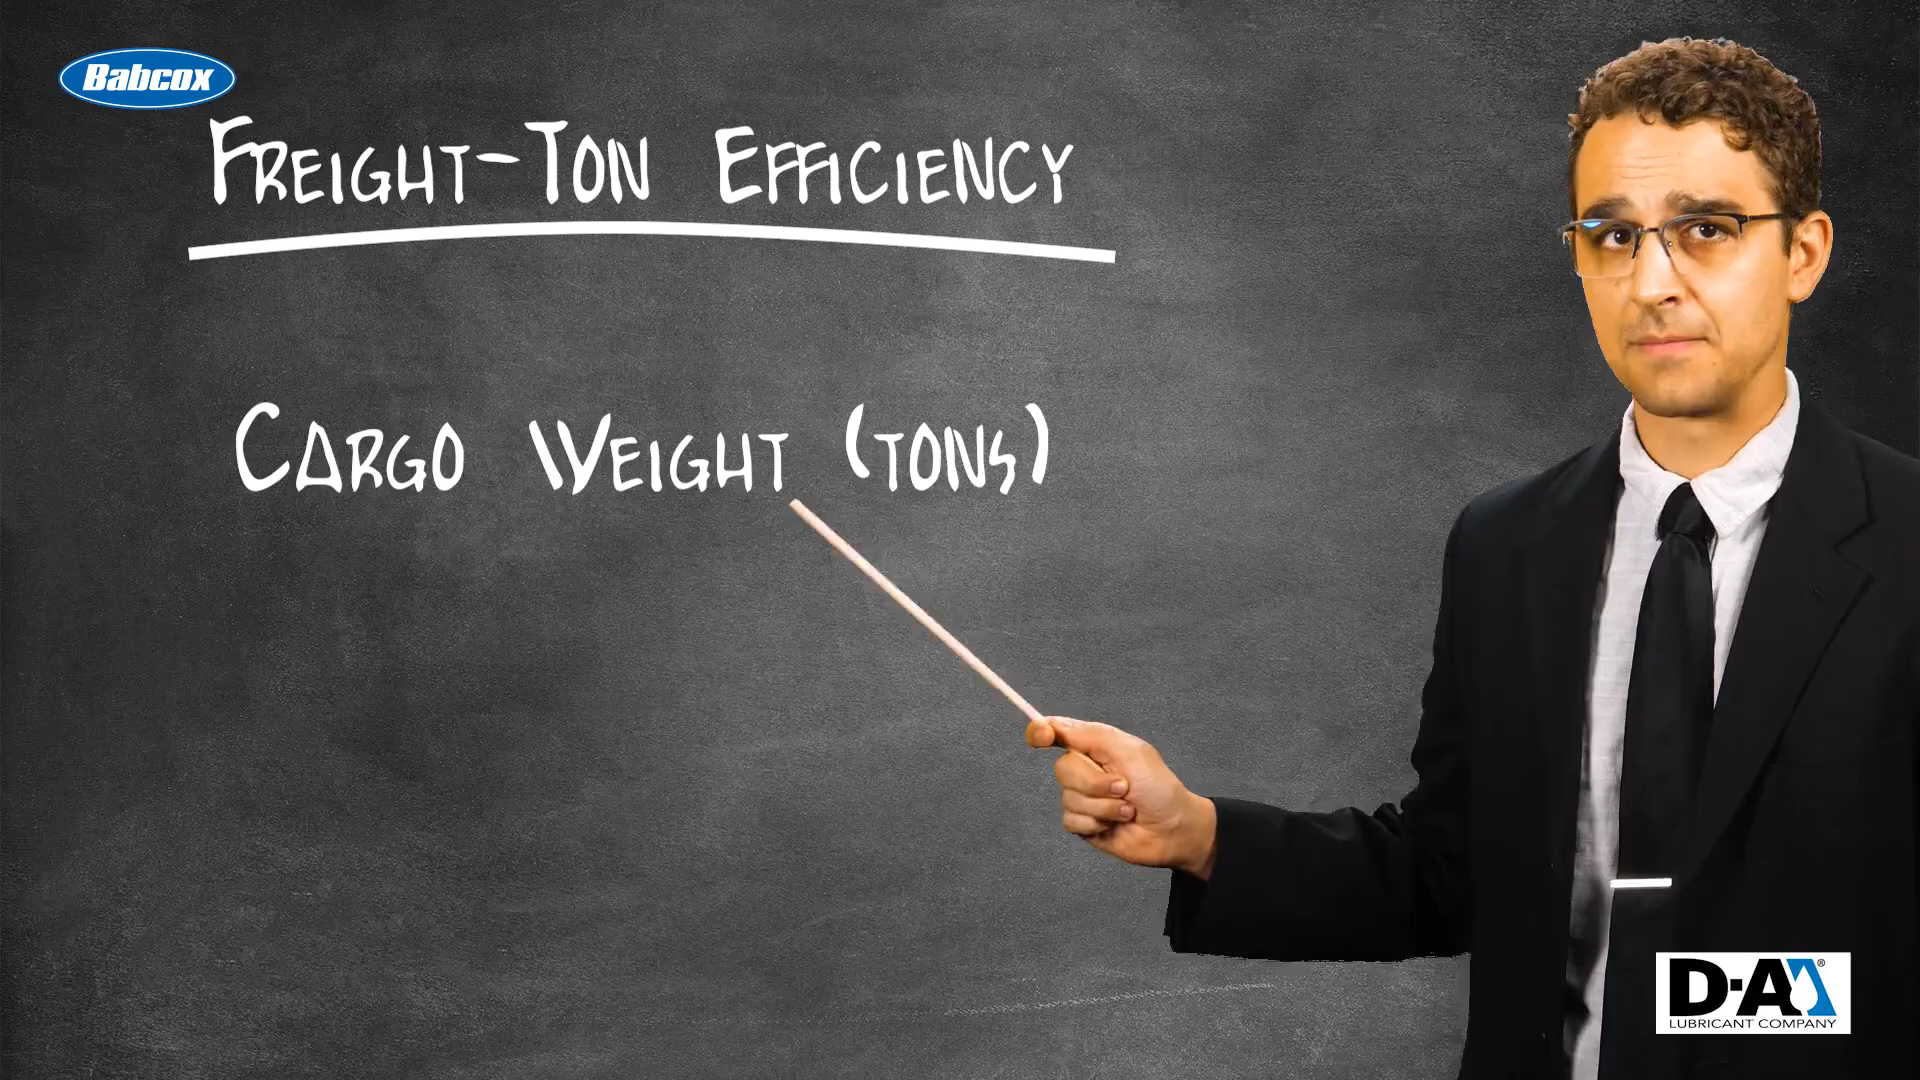 Babcox
FREIGHT-TON EFFICIENCY
CARGO WEIGHT (TONS)
D-A®
LUBRICANT COMPANY